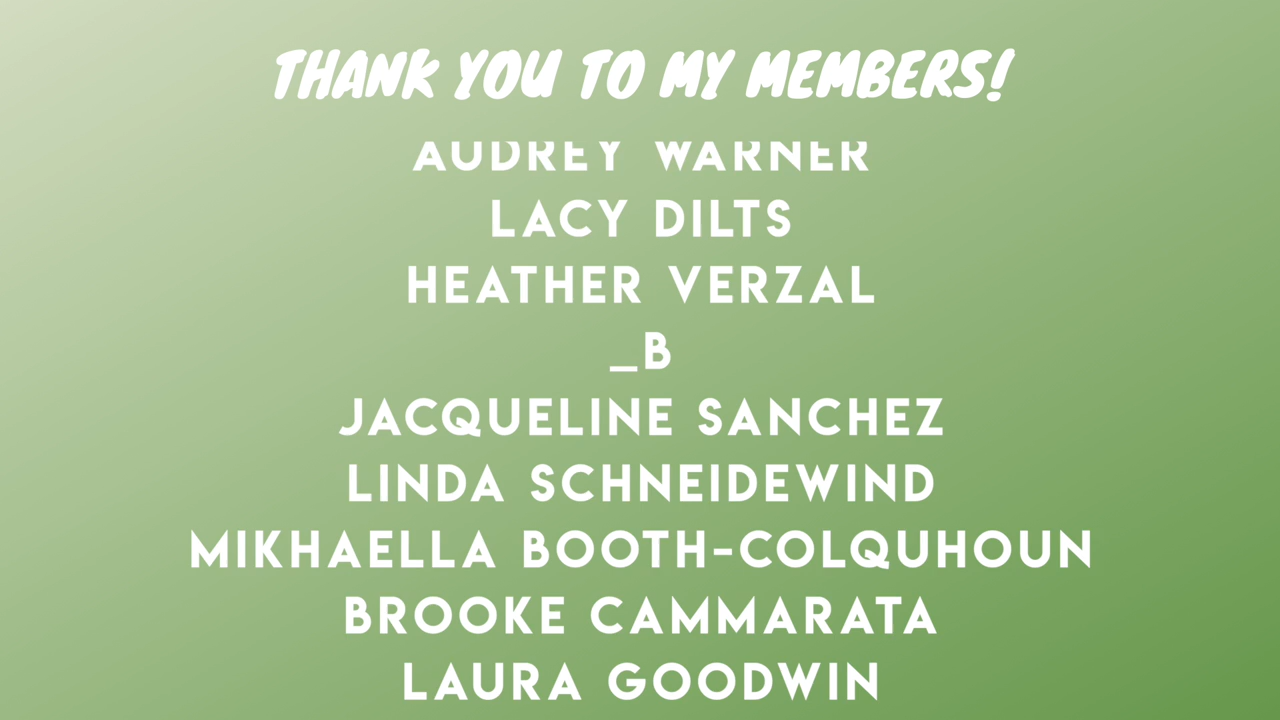 THANK YOU TO MY MEMBERS!
AUDREY WARNER
LACY DILTS
HEATHER VERZAL
_B
JACQUELINE SANCHEZ
LINDA SCHNEIDEWIND
MIKHAELLA BOOTH-COLQUHOUN
BROOKE CAMMARATA
LAURA GOODWIN